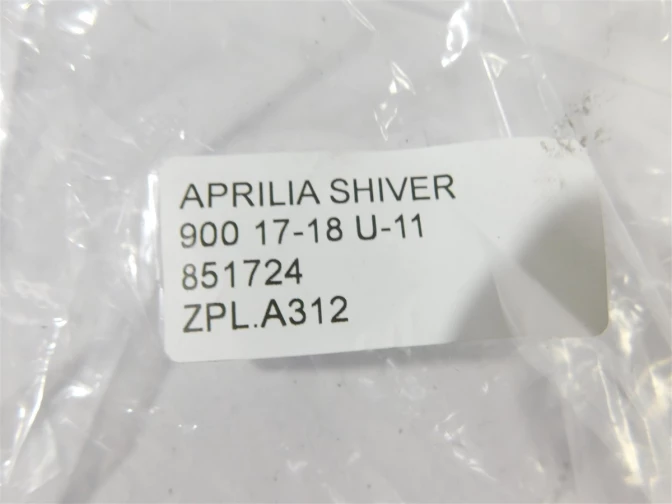 APRILIA SHIVER
900 17-18 U-11
851724
ZPL.A312